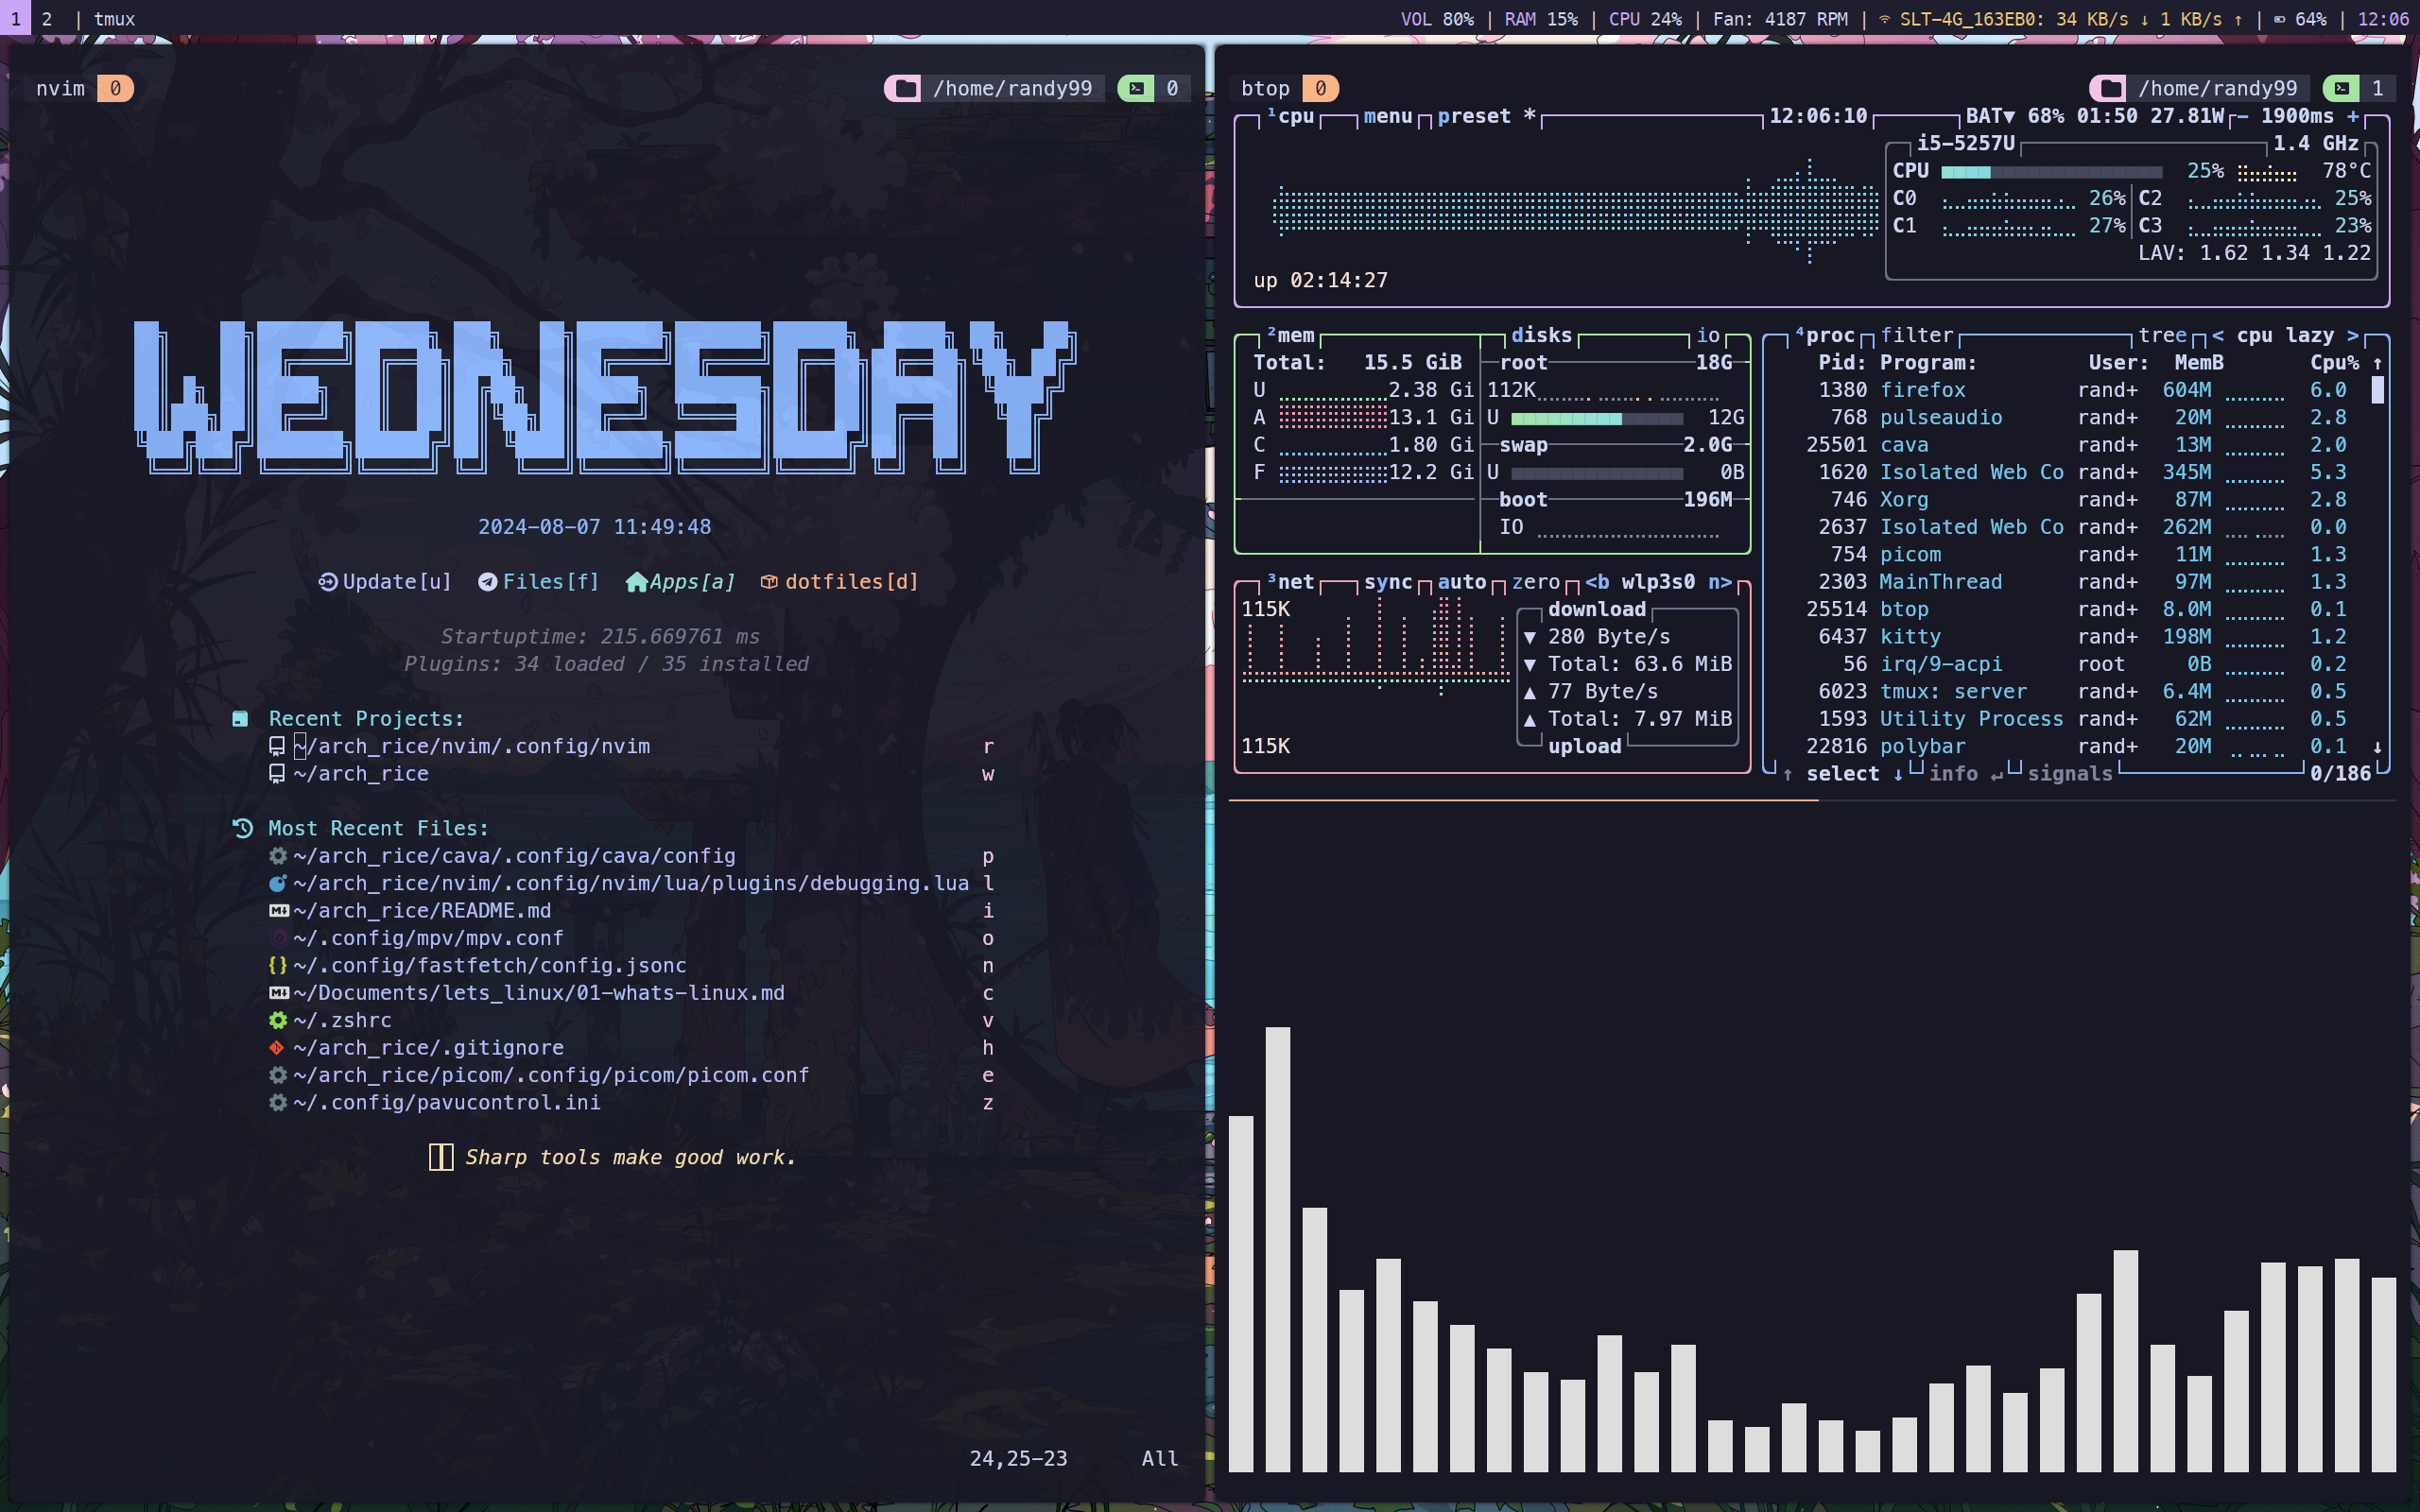 1 2 | tmux
VOL 80% | RAM 15% | CPU 24% | Fan: 4187 RPM | SLT-4G_163EB0: 34 KB/s ↓ 1 KB/s ↑ | 64% | 12:06
nvim 0 /home/randy99 0
WEDNESDAY
2024-08-07 11:49:48
Update[u] Files[f] Apps[a] dotfiles[d]
Startuptime: 215.669761 ms
Plugins: 34 loaded / 35 installed
Recent Projects:
~/arch_rice/nvim/.config/nvim r
~/arch_rice w
Most Recent Files:
~/arch_rice/cava/.config/cava/config p
~/arch_rice/nvim/.config/nvim/lua/plugins/debugging.lua l
~/arch_rice/README.md i
~/.config/mpv/mpv.conf o
~/.config/fastfetch/config.jsonc n
~/Documents/lets_linux/01-whats-linux.md c
~/.zshrc v
~/arch_rice/.gitignore h
~/arch_rice/picom/.config/picom/picom.conf e
~/.config/pavucontrol.ini z
Sharp tools make good work.
24,25-23 All
btop 0 /home/randy99 1
¹cpu menu preset * 12:06:10 BAT▼ 68% 01:50 27.81W - 1900ms +
i5-5257U 1.4 GHz
CPU 25% 78°C
C0 26% C2 25%
C1 27% C3 23%
LAV: 1.62 1.34 1.22
up 02:14:27
²mem disks io
Total: 15.5 GiB root 18G
U 2.38 Gi 112K
A 13.1 Gi U 12G
C 1.80 Gi swap 2.0G
F 12.2 Gi U 0B
boot 196M
IO
³net sync auto zero <b wlp3s0 n>
115K download
▼ 280 Byte/s
▼ Total: 63.6 MiB
▲ 77 Byte/s
▲ Total: 7.97 MiB
115K upload
⁴proc filter tree < cpu lazy >
Pid: Program: User: MemB Cpu% ↑
1380 firefox rand+ 604M 6.0
768 pulseaudio rand+ 20M 2.8
25501 cava rand+ 13M 2.0
1620 Isolated Web Co rand+ 345M 5.3
746 Xorg rand+ 87M 2.8
2637 Isolated Web Co rand+ 262M 0.0
754 picom rand+ 11M 1.3
2303 MainThread rand+ 97M 1.3
25514 btop rand+ 8.0M 0.1
6437 kitty rand+ 198M 1.2
56 irq/9-acpi root 0B 0.2
6023 tmux: server rand+ 6.4M 0.5
1593 Utility Process rand+ 62M 0.5
22816 polybar rand+ 20M 0.1 ↓
↑ select ↓ info ↵ signals 0/186